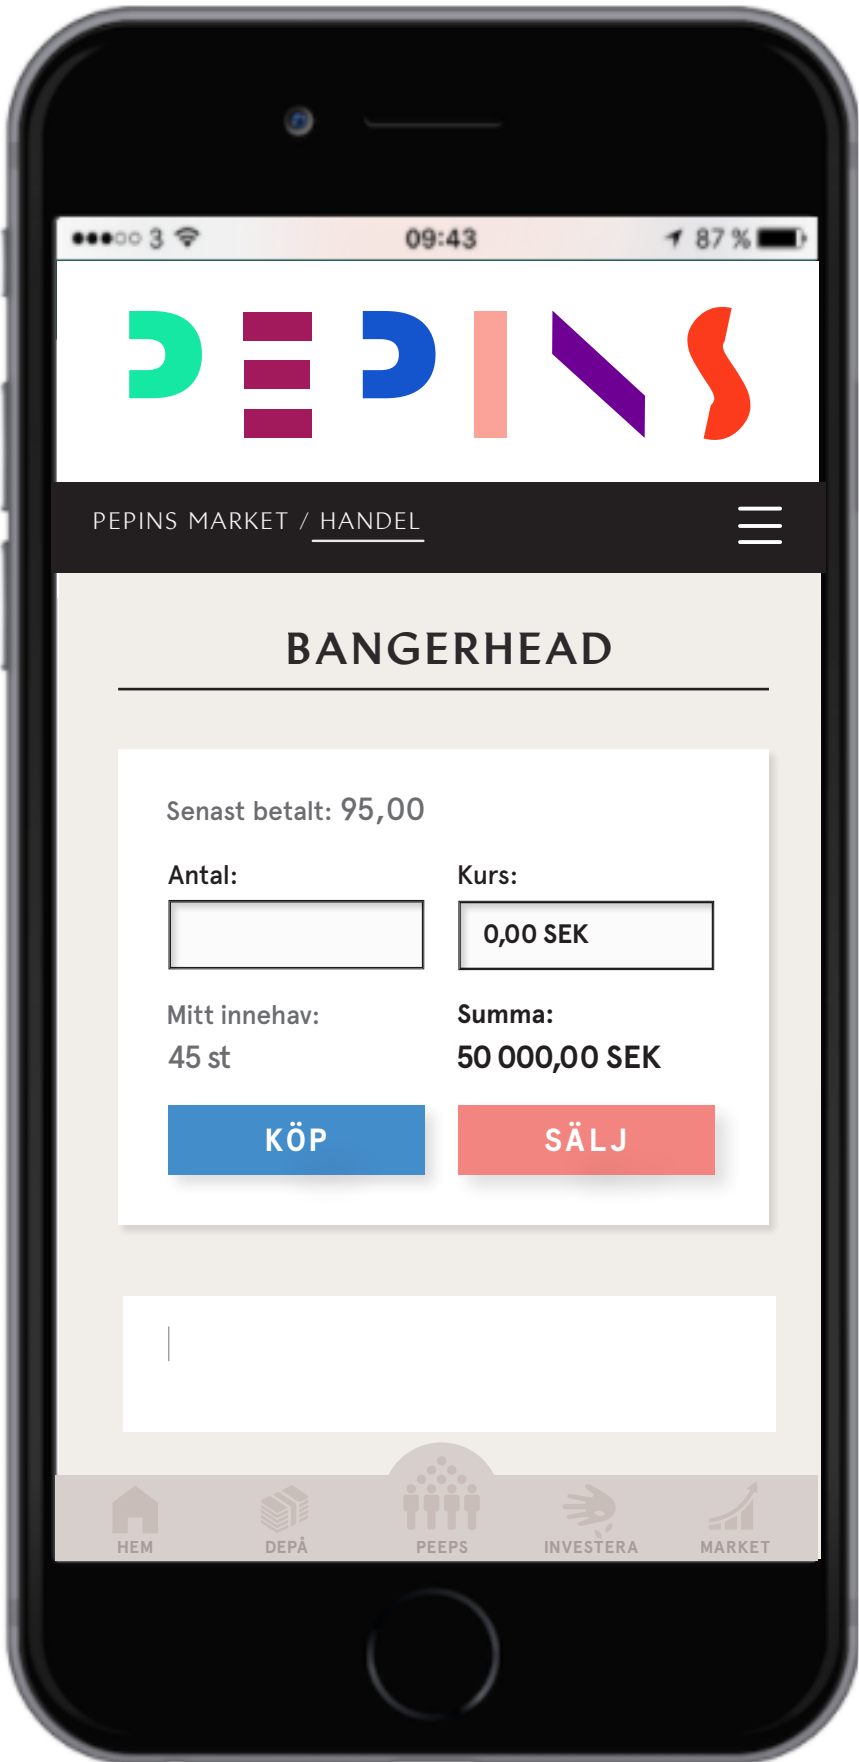 3 09:43 87 %
PEPINS
PEPINS MARKET / HANDEL
BANGERHEAD
Senast betalt: 95,00
Antal: Kurs:
0,00 SEK
Mitt innehav: Summa:
45 st 50 000,00 SEK
KÖP SÄLJ
HEM DEPÅ PEEPS INVESTERA MARKET